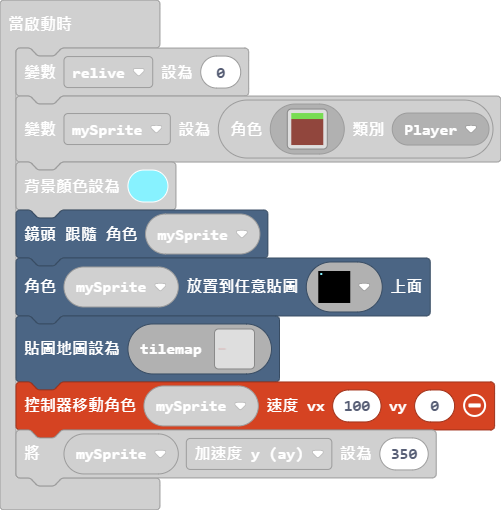 當啟動時
變數 relive 設為 0
變數 mySprite 設為 角色 類別 Player
背景顏色設為
鏡頭 跟隨 角色 mySprite
角色 mySprite 放置到任意貼圖 上面
貼圖地圖設為 tilemap
控制器移動角色 mySprite 速度 vx 100 vy 0
將 mySprite 加速度 y (ay) 設為 350